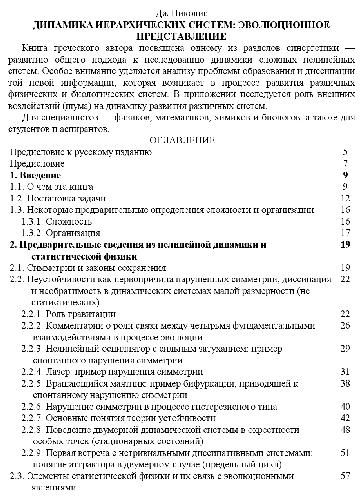 Дж. Николис
ДИНАМИКА ИЕРАРХИЧЕСКИХ СИСТЕМ: ЭВОЛЮЦИОННОЕ
ПРЕДСТАВЛЕНИЕ
Книга греческого автора посвящена одному из разделов синергетики —
развитию общего подхода к исследованию динамики сложных нелинейных
систем. Особое внимание уделяется анализу проблемы образования и диссипации
той новой информации, которая возникает в процессе развития различных
физических и биологических систем. В приложении исследуется роль внешних
воздействий (шума) на динамику развития различных систем.
Для специалистов — физиков, математиков, химиков и биологов, а также для
студентов и аспирантов.
ОГЛАВЛЕНИЕ
Предисловие к русскому изданию 5
Предисловие 7
1. Введение 9
1.1. О чем эта книга 9
1.2. Постановка задачи 12
1.3. Некоторые предварительные определения сложности и организации 16
1.3.1. Сложность 16
1.3.2. Организация 17
2. Предварительные сведения из нелинейной динамики и 19
статистической физики
2.1. Симметрии и законы сохранения 19
2.2. Неустойчивости как первопричина нарушения симметрии, диссипация 22
и необратимость в динамических системах малой размерности (не
статистических)
2.2.1. Роль гравитации 22
2.2.2. Комментарии о роли связи между четырьмя фундаментальными 26
взаимодействиями в процессе эволюции
2.2.3. Нелинейный осциллятор с сильным затуханием: пример 29
спонтанного нарушения симметрии
2.2.4. Лазер: пример нарушения симметрии 31
2.2.5. Вращающийся маятник: пример бифуркации, приводящей к 38
спонтанному нарушению симметрии
2.2.6. Нарушение симметрии в процессе гистерезисного типа 40
2.2.7. Основные понятия теории устойчивости 42
2.2.8. Поведение двумерной динамической системы в окрестности 48
особых точек (стационарных состояний)
2.2.9. Первая встреча с нетривиальными диссипативными системами: 51
понятие аттрактора в двумерном случае (предельный цикл)
2.3. Элементы статистической физики и их связь с эволюционными 57
явлениями